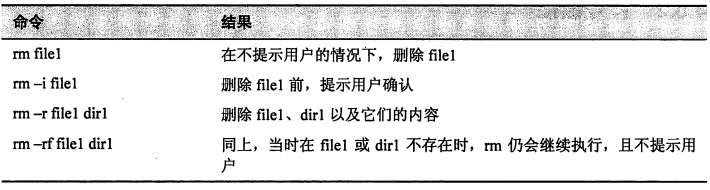 命令 结果
rm file1 在不提示用户的情况下，删除 file1
rm –i file1 删除 file1 前，提示用户确认
rm –r file1 dir1 删除 file1、dir1 以及它们的内容
rm –rf file1 dir1 同上，当时在 file1 或 dir1 不存在时，rm 仍会继续执行，且不提示用
户